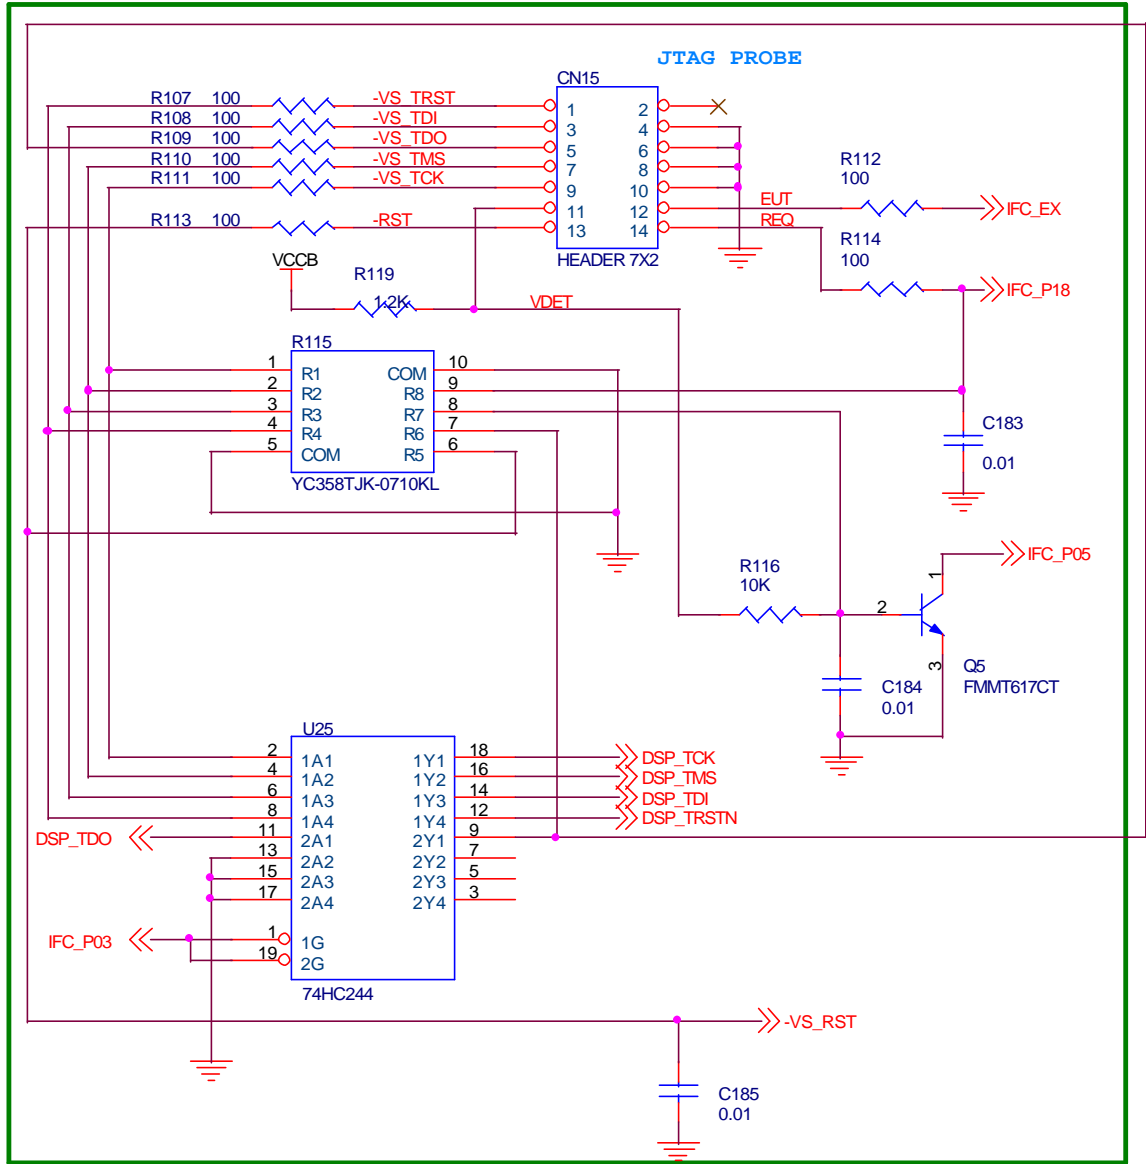 JTAG PROBE
CN15
R107 100 -VS_TRST 1 2
R108 100 -VS_TDI 3 4
R109 100 -VS_TDO 5 6
R110 100 -VS_TMS 7 8
R111 100 -VS_TCK 9 10
11 12 EUT
R113 100 -RST 13 14 REQ
HEADER 7X2
R112
100
IFC_EX
R114
100
IFC_P18
VCCB
R119
1.2K
VDET
R115
1 R1 COM 10
2 R2 R8 9
3 R3 R7 8
4 R4 R6 7
5 COM R5 6
YC358TJK-0710KL
C183
0.01
R116
10K
IFC_P05
1
2
3
Q5
FMMT617CT
C184
0.01
U25
2 1A1 1Y1 18 DSP_TCK
4 1A2 1Y2 16 DSP_TMS
6 1A3 1Y3 14 DSP_TDI
8 1A4 1Y4 12 DSP_TRSTN
DSP_TDO 11 2A1 2Y1 9
13 2A2 2Y2 7
15 2A3 2Y3 5
17 2A4 2Y4 3
IFC_P03 1 1G
19 2G
74HC244
-VS_RST
C185
0.01